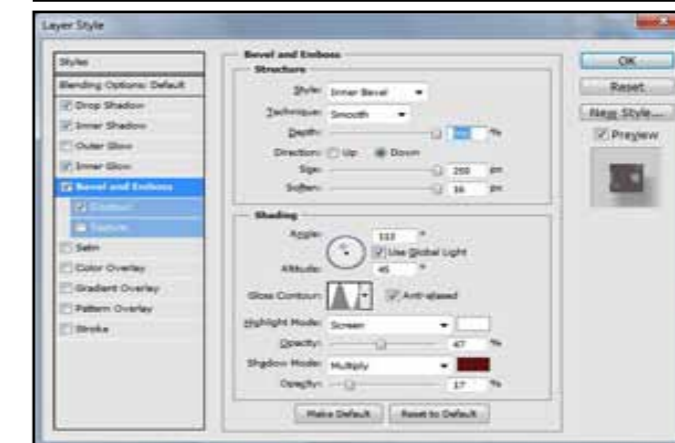 Layer Style
Styles
Blending Options: Default
Drop Shadow
Inner Shadow
Outer Glow
Inner Glow
Bevel and Emboss
Contour
Texture
Satin
Color Overlay
Gradient Overlay
Pattern Overlay
Stroke
Bevel and Emboss
Structure
Style: Inner Bevel
Technique: Smooth
Depth: %
Direction: Up Down
Size: 250 px
Soften: 16 px
Shading
Angle: °
Use Global Light
Altitude: 45 °
Gloss Contour: Anti-aliased
Highlight Mode: Screen
Opacity: 67 %
Shadow Mode: Multiply
Opacity: 17 %
Make Default Reset to Default
OK
Reset
New Style...
Preview